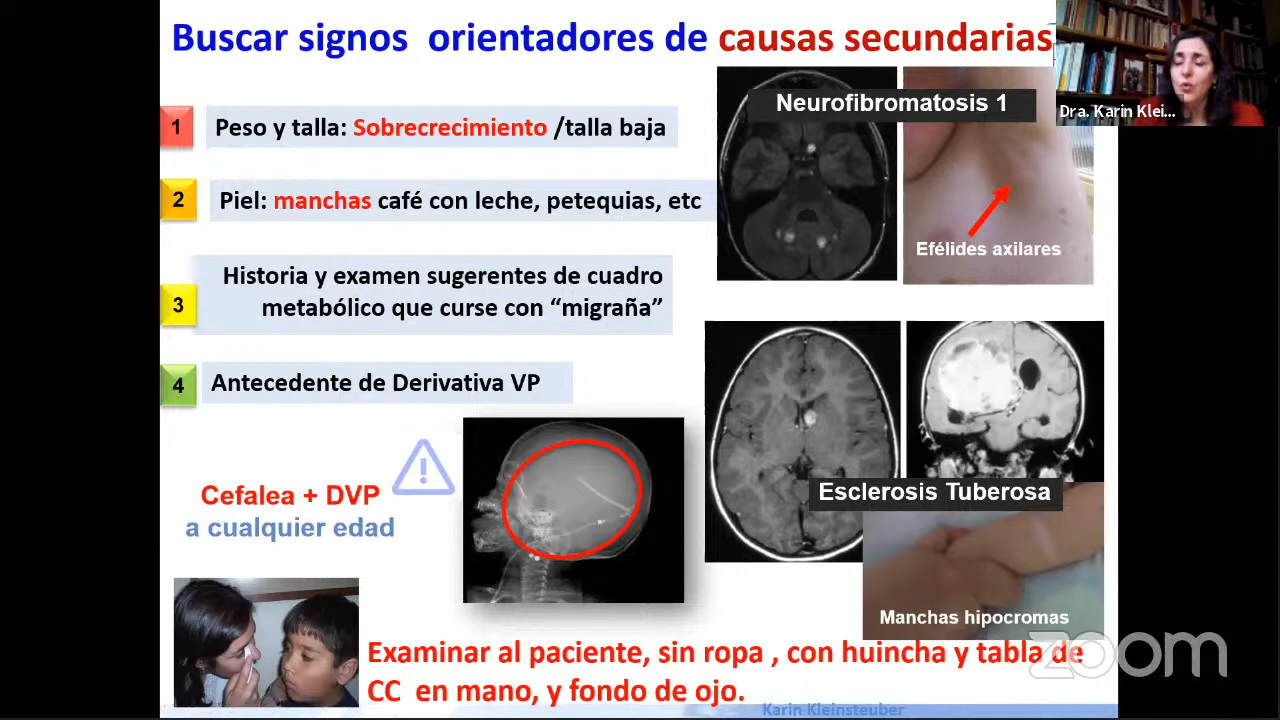 Buscar signos orientadores de causas secundarias
Dra. Karin Klei...
Neurofibromatosis 1
1
Peso y talla: Sobrecrecimiento /talla baja
2
Piel: manchas café con leche, petequias, etc
Efélides axilares
3
Historia y examen sugerentes de cuadro
metabólico que curse con “migraña”
4
Antecedente de Derivativa VP
Cefalea + DVP
a cualquier edad
Esclerosis Tuberosa
Manchas hipocromas
Examinar al paciente, sin ropa , con huincha y tabla de
CC en mano, y fondo de ojo.
zoom
Karin Kleinsteuber